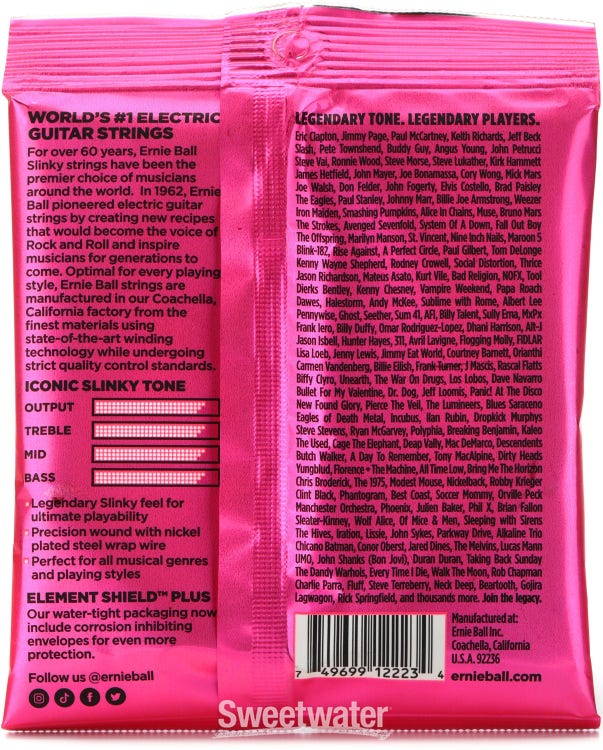 WORLD'S #1 ELECTRIC
GUITAR STRINGS
For over 60 years, Ernie Ball
Slinky strings have been the
premier choice of musicians
around the world. In 1962, Ernie
Ball pioneered electric guitar
strings by creating new recipes
that would become the voice of
Rock and Roll and inspire
musicians for generations to
come. Optimal for every playing
style, Ernie Ball strings are
manufactured in our Coachella,
California factory from the
finest materials using
state-of-the-art winding
technology while undergoing
strict quality control standards.
ICONIC SLINKY TONE
OUTPUT
TREBLE
MID
BASS
Legendary Slinky feel for
ultimate playability
Precision wound with nickel
plated steel wrap wire
Perfect for all musical genres
and playing styles
ELEMENT SHIELD™ PLUS
Our water-tight packaging now
include corrosion inhibiting
envelopes for even more
protection.
Follow us @ernieball
LEGENDARY TONE. LEGENDARY PLAYERS.
Eric Clapton, Jimmy Page, Paul McCartney, Keith Richards, Jeff Beck
Slash, Pete Townshend, Buddy Guy, Angus Young, John Petrucci
Steve Vai, Ronnie Wood, Steve Morse, Steve Lukather, Kirk Hammett
James Hetfield, John Mayer, Joe Bonamassa, Cory Wong, Mick Mars
Joe Walsh, Don Felder, John Fogerty, Elvis Costello, Brad Paisley
The Eagles, Paul Stanley, Johnny Marr, Billie Joe Armstrong, Weezer
Iron Maiden, Smashing Pumpkins, Alice in Chains, Muse, Bruno Mars
The Strokes, Avenged Sevenfold, System Of A Down, Fall Out Boy
The Offspring, Marilyn Manson, St. Vincent, Nine Inch Nails, Maroon 5
Blink-182, Rise Against, A Perfect Circle, Paul Gilbert, Tom DeLonge
Kenny Wayne Shepherd, Rodney Crowell, Social Distortion, Thrice
Jason Richardson, Mateus Asato, Kurt Vile, Bad Religion, NOFX, Tool
Dierks Bentley, Kenny Chesney, Vampire Weekend, Papa Roach
Dawes, Halestorm, Andy McKee, Sublime with Rome, Albert Lee
Pennywise, Ghost, Seether, Sum 41, AFI, Billy Talent, Sully Erna, MxPx
Frank Iero, Billy Duffy, Omar Rodriguez-Lopez, Dhani Harrison, Alt-J
Jason Isbell, Hunter Hayes, 311, Avril Lavigne, Flogging Molly, FIDLAR
Lisa Loeb, Jenny Lewis, Jimmy Eat World, Courtney Barnett, Orianthi
Carmen Vandenberg, Billie Eilish, Frank Turner, J Mascis, Rascal Flatts
Biffy Clyro, Unearth, The War On Drugs, Los Lobos, Dave Navarro
Bullet For My Valentine, Dr. Dog, Jeff Loomis, Panic! At The Disco
New Found Glory, Pierce The Veil, The Lumineers, Blues Saraceno
Eagles of Death Metal, Incubus, Ilan Rubin, Dropkick Murphys
Steve Stevens, Ryan McGarvey, Polyphia, Breaking Benjamin, Kaleo
The Used, Cage The Elephant, Deap Vally, Mac DeMarco, Descendents
Butch Walker, A Day To Remember, Tony MacAlpine, Dirty Heads
Yungblud, Florence + The Machine, All Time Low, Bring Me The Horizon
Chris Broderick, The 1975, Modest Mouse, Nickelback, Robby Krieger
Clint Black, Phantogram, Best Coast, Soccer Mommy, Orville Peck
Manchester Orchestra, Phoenix, Julien Baker, Phil X, Brian Fallon
Sleater-Kinney, Wolf Alice, Of Mice & Men, Sleeping with Sirens
The Hives, Iration, Lissie, John Sykes, Parkway Drive, Alkaline Trio
Chicano Batman, Conor Oberst, Jared Dines, The Melvins, Lucas Mann
UMO, John Shanks (Bon Jovi), Duran Duran, Taking Back Sunday
The Dandy Warhols, Every Time I Die, Walk The Moon, Rob Chapman
Charlie Parra, Fluff, Steve Terreberry, Neck Deep, Beartooth, Gojira
Lagwagon, Rick Springfield, and thousands more. Join the legacy.
7 49699 12223 4
Manufactured at:
Ernie Ball Inc.
Coachella, California
U.S.A. 92236
ernieball.com
Sweetwater